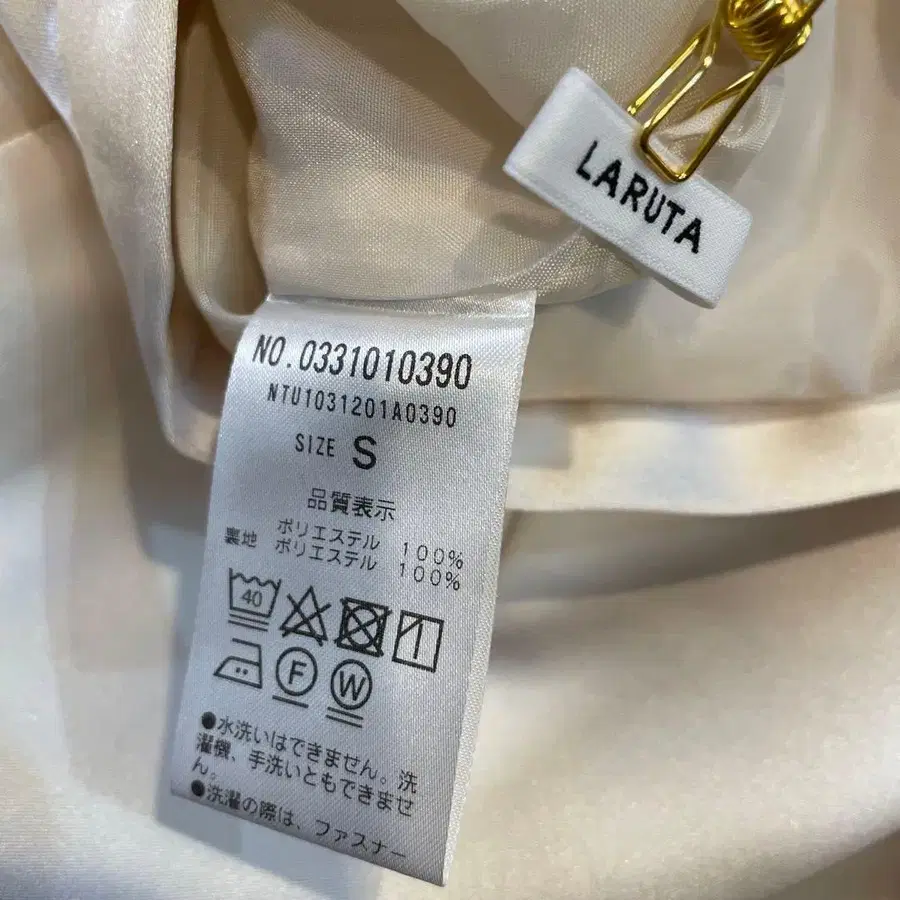 LARUTA
NO.0331010390
NTU1031201A0390
SIZE S
品質表示
ポリエステル 100%
裏地 ポリエステル 100%
40
F W
●水洗いはできません。洗
濯機、手洗いともできませ
ん。
●洗濯の際は、ファスナー